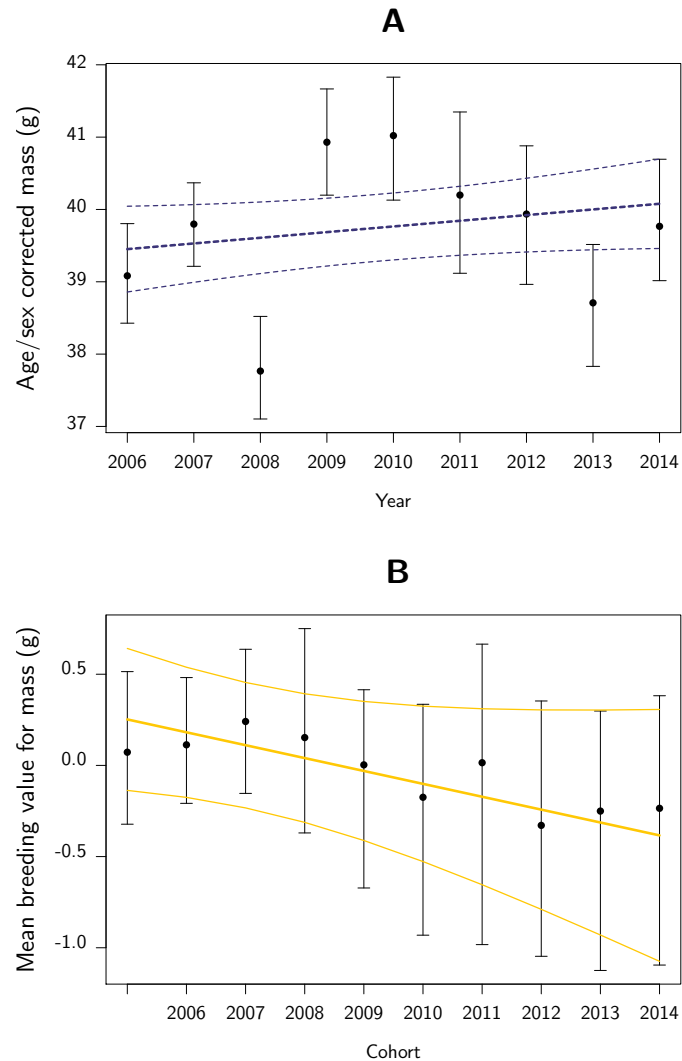 A
Age/sex corrected mass (g)
42
41
40
39
38
37
2006 2007 2008 2009 2010 2011 2012 2013 2014
Year
B
Mean breeding value for mass (g)
0.5
0.0
-0.5
-1.0
2006 2007 2008 2009 2010 2011 2012 2013 2014
Cohort